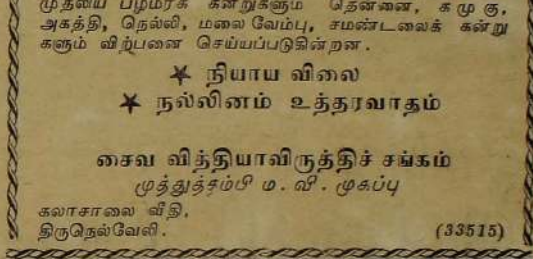 முதலிய பழமரக் கன்றுகளும் தென்னை, கமுகு,
அகத்தி, நெல்லி, மலை வேம்பு, சமண்டலைக் கன்று
களும் விற்பனை செய்யப்படுகின்றன.
நியாய விலை
நல்லினம் உத்தரவாதம்
சைவ வித்தியாவிருத்திச் சங்கம்
முத்துத்தம்பி ம. வி. முகப்பு
கலாசாலை வீதி,
திருநெல்வேலி. (33515)